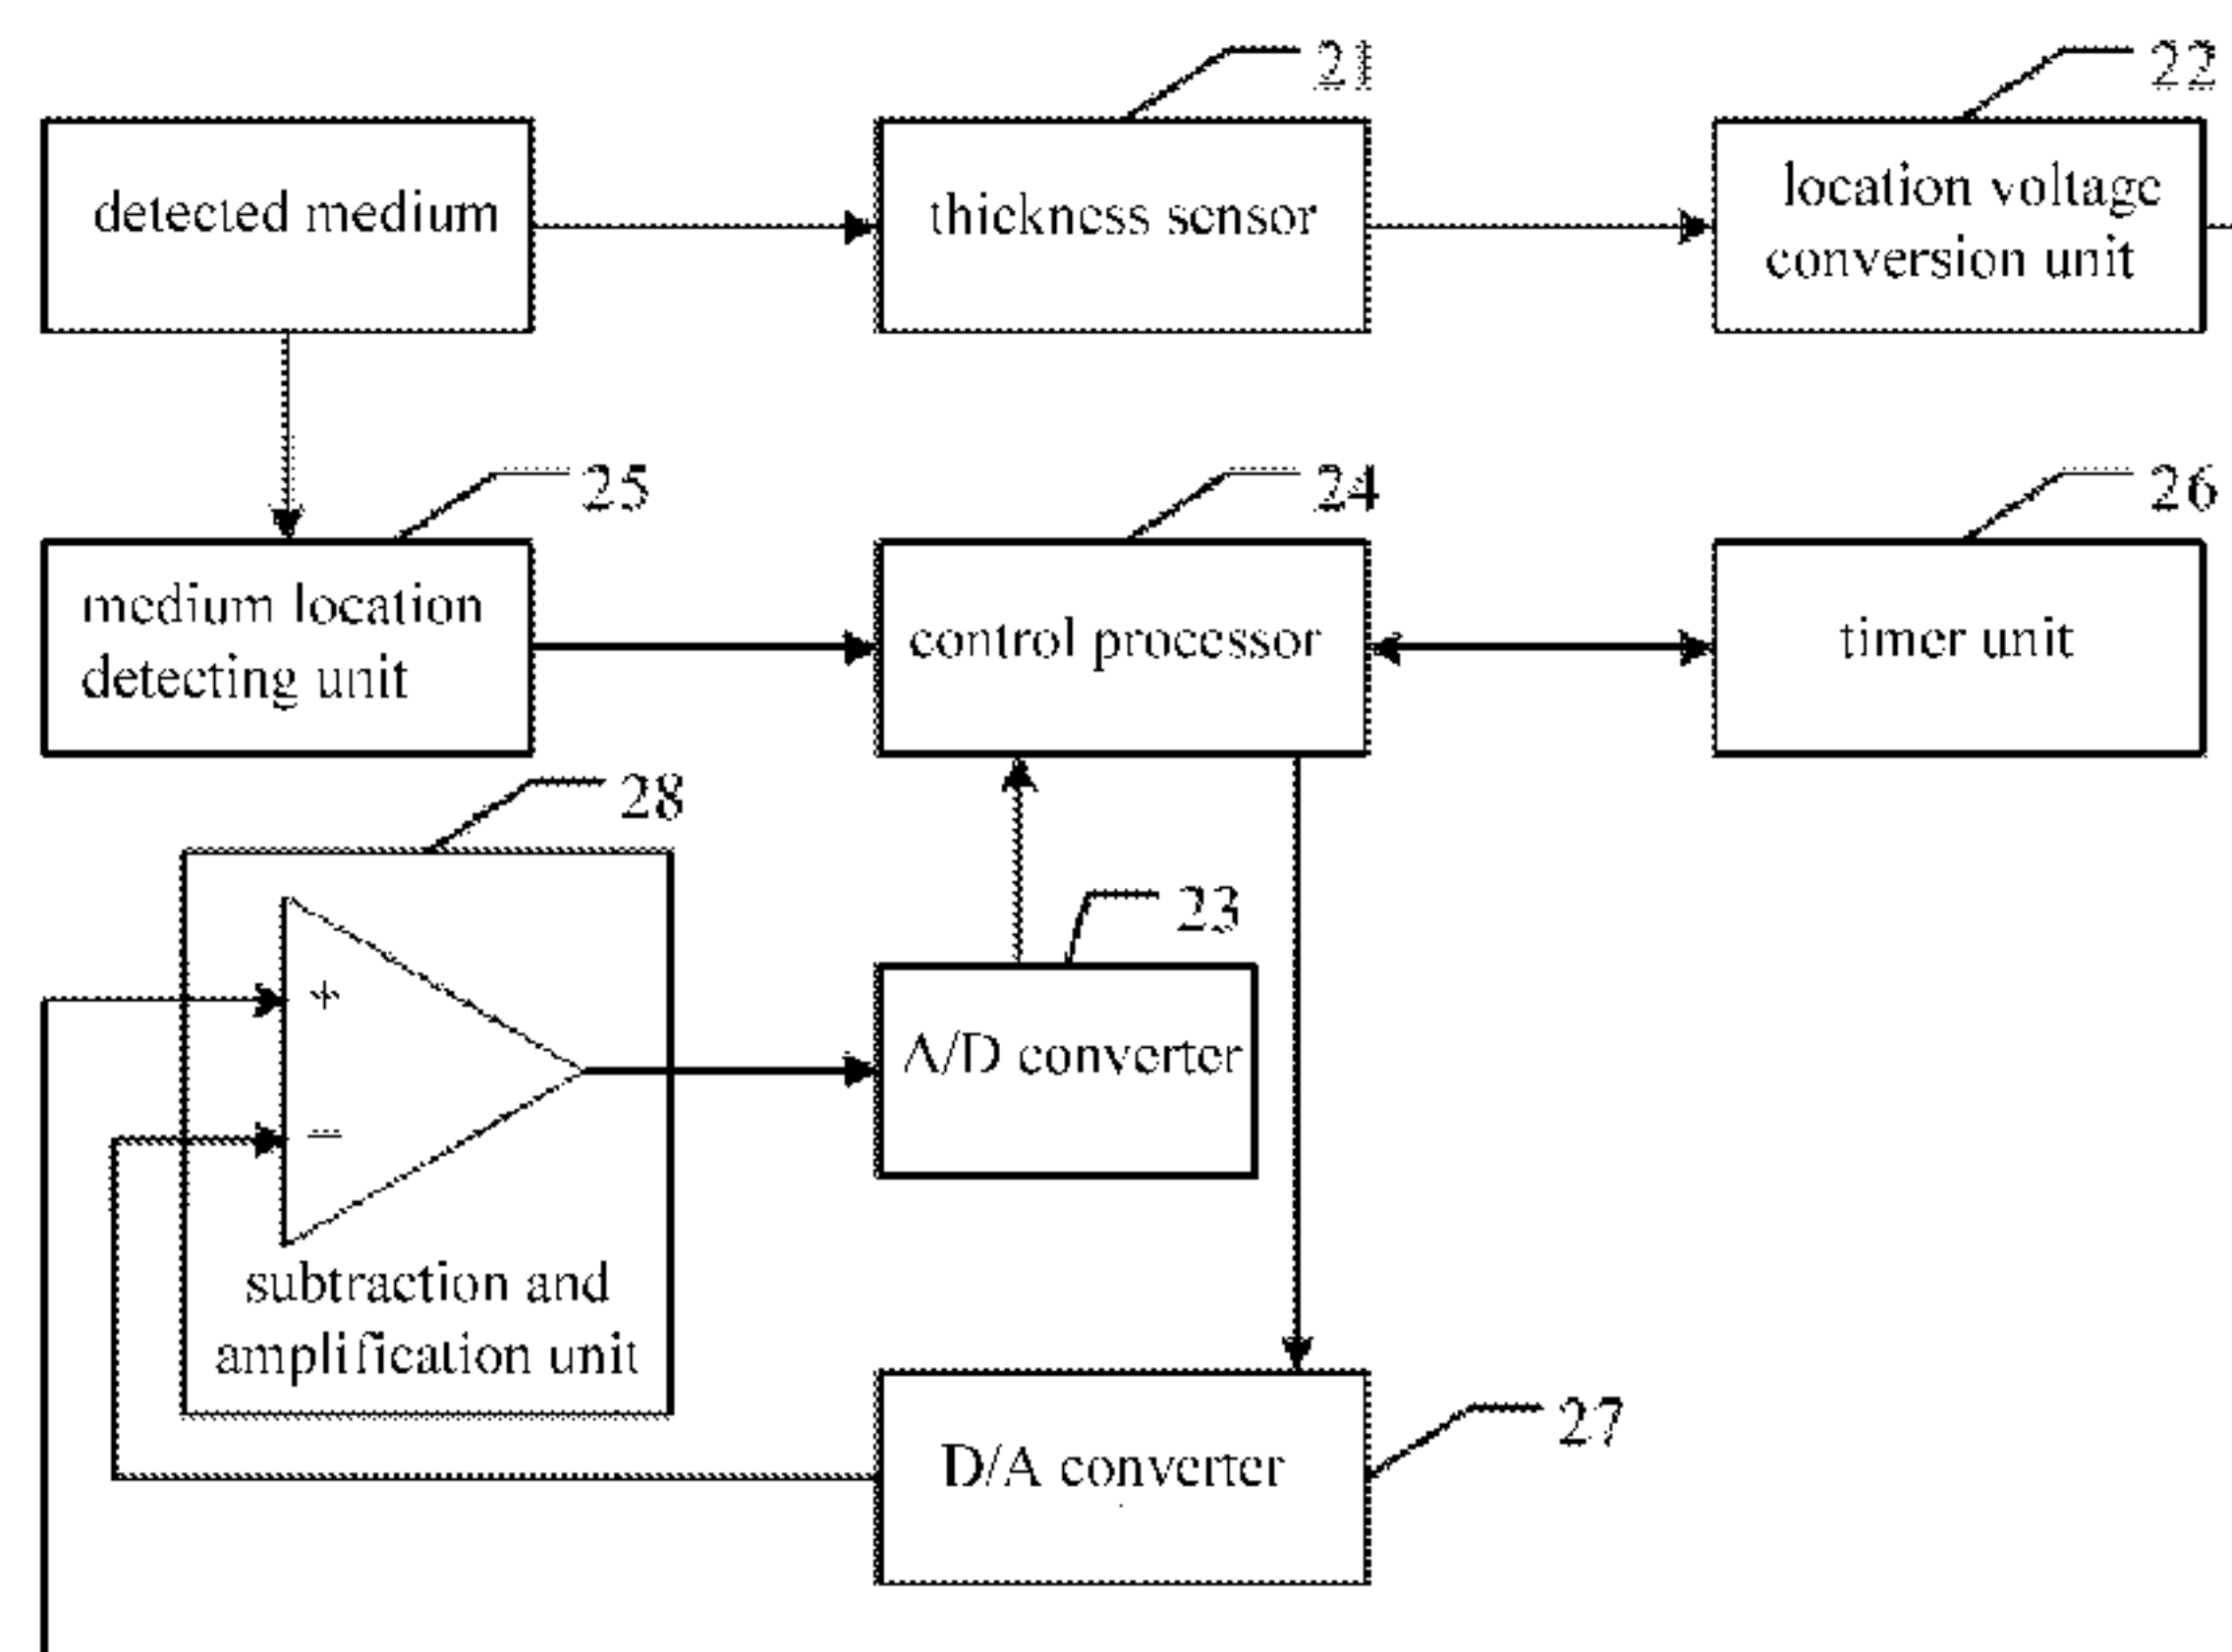 21
22
detected medium
thickness sensor
location voltage
conversion unit
25
24
26
medium location
detecting unit
control processor
timer unit
28
23
+
A/D converter
−
subtraction and
amplification unit
27
D/A converter